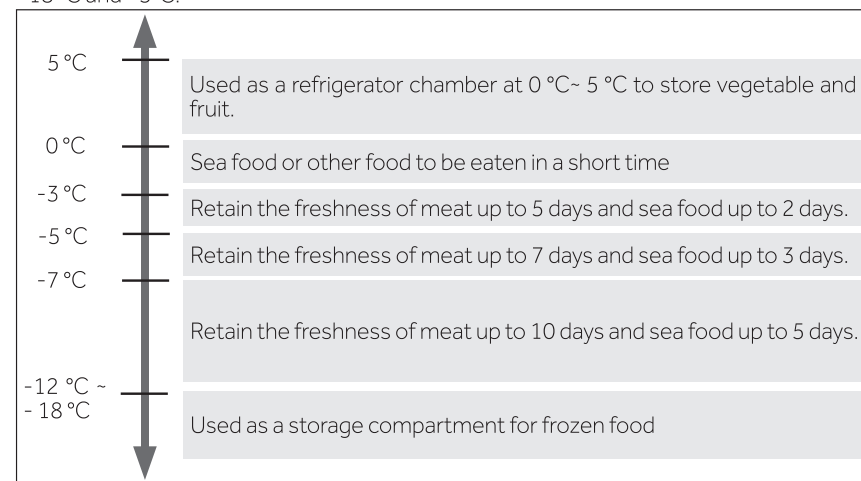 5 °C
Used as a refrigerator chamber at 0 °C~ 5 °C to store vegetable and
fruit.
0 °C
Sea food or other food to be eaten in a short time
-3 °C
Retain the freshness of meat up to 5 days and sea food up to 2 days.
-5 °C
Retain the freshness of meat up to 7 days and sea food up to 3 days.
-7 °C
Retain the freshness of meat up to 10 days and sea food up to 5 days.
-12 °C ~
- 18 °C
Used as a storage compartment for frozen food